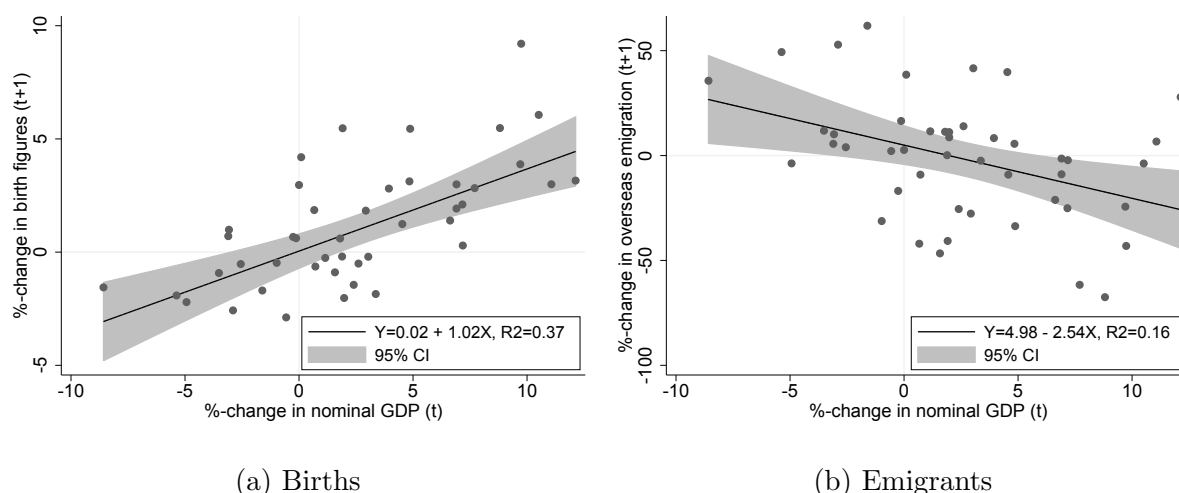 %-change in birth figures (t+1)
10
5
0
-5
-10
-5
0
5
10
%-change in nominal GDP (t)
Y=0.02 + 1.02X, R2=0.37
95% CI
(a) Births
%-change in overseas emigration (t+1)
50
0
-50
-100
-10
-5
0
5
10
%-change in nominal GDP (t)
Y=4.98 - 2.54X, R2=0.16
95% CI
(b) Emigrants